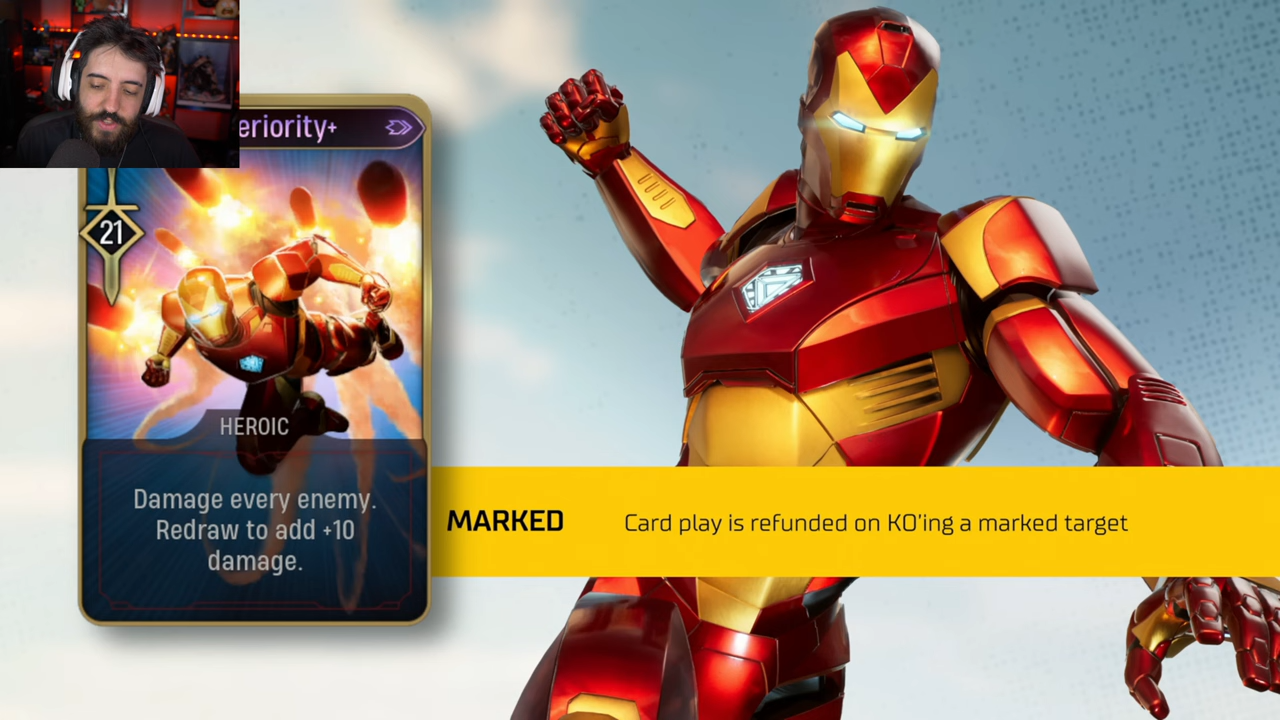 eriority+
21
HEROIC
Damage every enemy.
Redraw to add +10
damage.
MARKED Card play is refunded on KO'ing a marked target